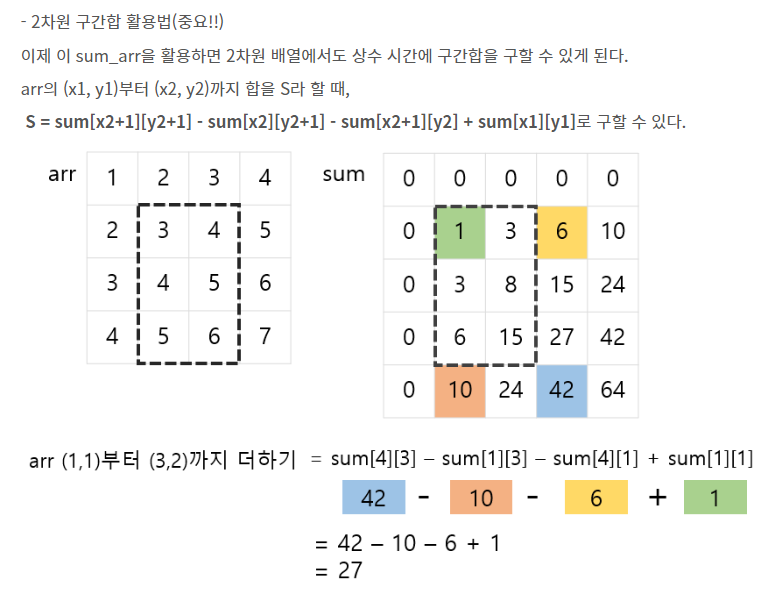 - 2차원 구간합 활용법(중요!!)
이제 이 sum_arr을 활용하면 2차원 배열에서도 상수 시간에 구간합을 구할 수 있게 된다.
arr의 (x1, y1)부터 (x2, y2)까지 합을 S라 할 때,
S = sum[x2+1][y2+1] - sum[x2][y2+1] - sum[x2+1][y2] + sum[x1][y1]로 구할 수 있다.
arr 1 2 3 4 sum 0 0 0 0 0
2 3 4 5 0 1 3 6 10
3 4 5 6 0 3 8 15 24
4 5 6 7 0 6 15 27 42
0 10 24 42 64
arr (1,1)부터 (3,2)까지 더하기 = sum[4][3] – sum[1][3] – sum[4][1] + sum[1][1]
42 - 10 - 6 + 1
= 42 – 10 – 6 + 1
= 27